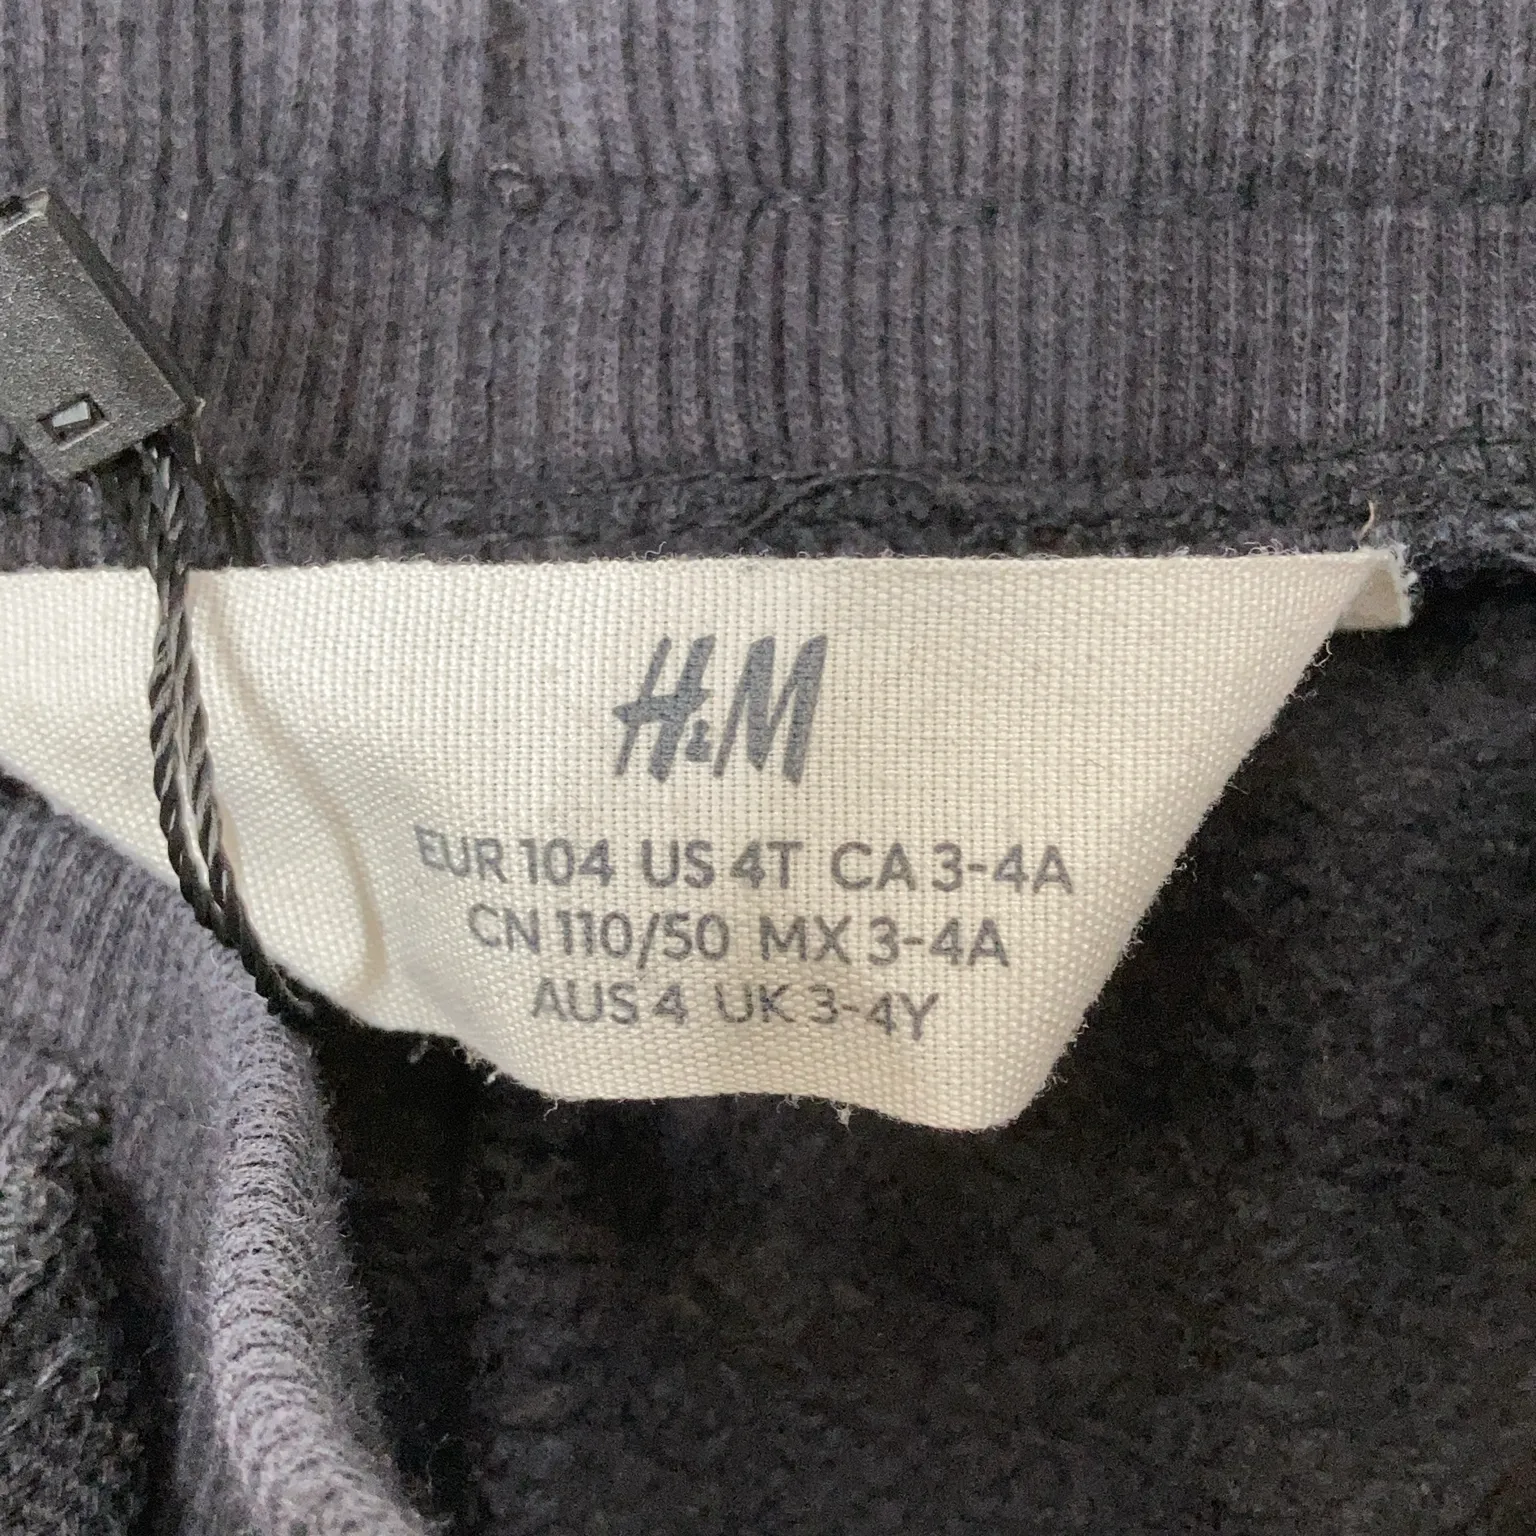 H&M
EUR 104 US 4T CA 3-4A
CN 110/50 MX 3-4A
AUS 4 UK 3-4Y